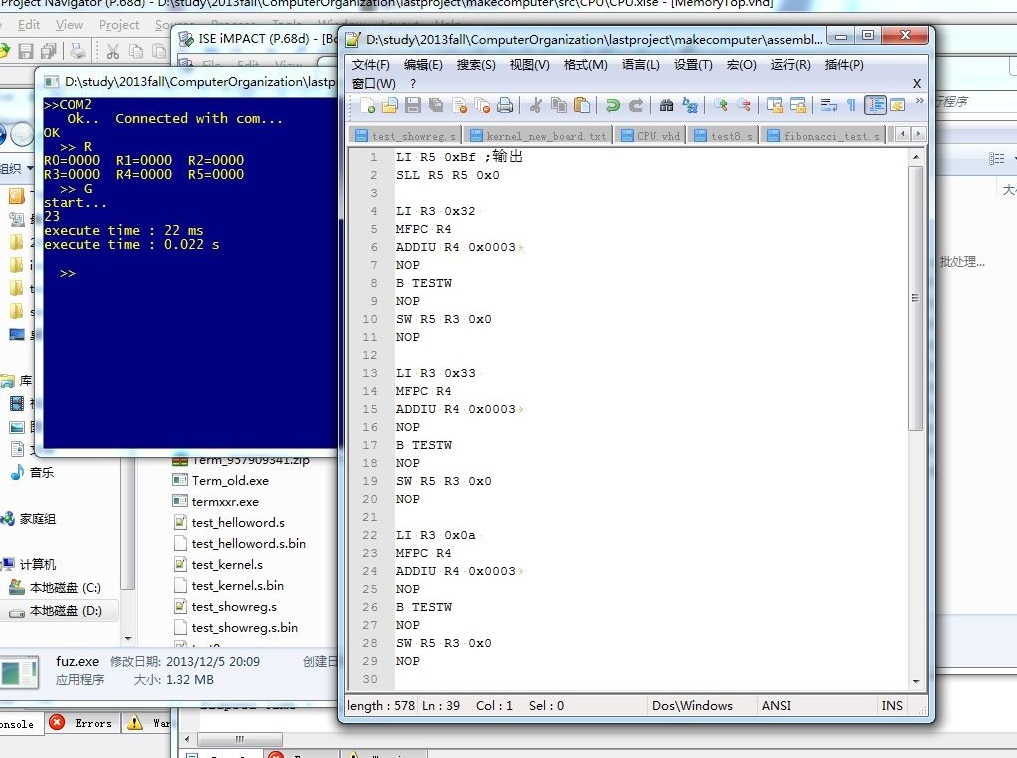 Project Navigator (P.68d) - D:\study\2013fall\ComputerOrganization\lastproject\makecomputer\src\CPU\CPU.xise - [MemoryTop.vhd]
Edit View Project
ISE iMPACT (P.68d) - [Bo
D:\study\2013fall\ComputerOrganization\lastp
>>COM2
Ok.. Connected with com...
OK
>> R
R0=0000 R1=0000 R2=0000
R3=0000 R4=0000 R5=0000
>> G
start...
23
execute time : 22 ms
execute time : 0.022 s
>>
D:\study\2013fall\ComputerOrganization\lastproject\makecomputer\assembl...
文件(F) 编辑(E) 搜索(S) 视图(V) 格式(M) 语言(L) 设置(T) 宏(O) 运行(R) 插件(P)
窗口(W) ? X
test_showreg.s kernel_new_board.txt CPU.vhd test8.s fibonacci_test.s
1 LI R5 0xBf ;输出
2 SLL R5 R5 0x0
3
4 LI R3 0x32
5 MFPC R4
6 ADDIU R4 0x0003
7 NOP
8 B TESTW
9 NOP
10 SW R5 R3 0x0
11 NOP
12
13 LI R3 0x33
14 MFPC R4
15 ADDIU R4 0x0003
16 NOP
17 B TESTW
18 NOP
19 SW R5 R3 0x0
20 NOP
21
22 LI R3 0x0a
23 MFPC R4
24 ADDIU R4 0x0003
25 NOP
26 B TESTW
27 NOP
28 SW R5 R3 0x0
29 NOP
30
length : 578 Ln : 39 Col : 1 Sel : 0 Dos\Windows ANSI INS
组织
库
音乐
家庭组
计算机
本地磁盘 (C:)
本地磁盘 (D:)
Term_957909341.zip
Term_old.exe
termxxr.exe
test_helloword.s
test_helloword.s.bin
test_kernel.s
test_kernel.s.bin
test_showreg.s
test_showreg.s.bin
fuz.exe 修改日期: 2013/12/5 20:09 创建日
应用程序 大小: 1.32 MB
onsole Errors War
行程序
批处理...